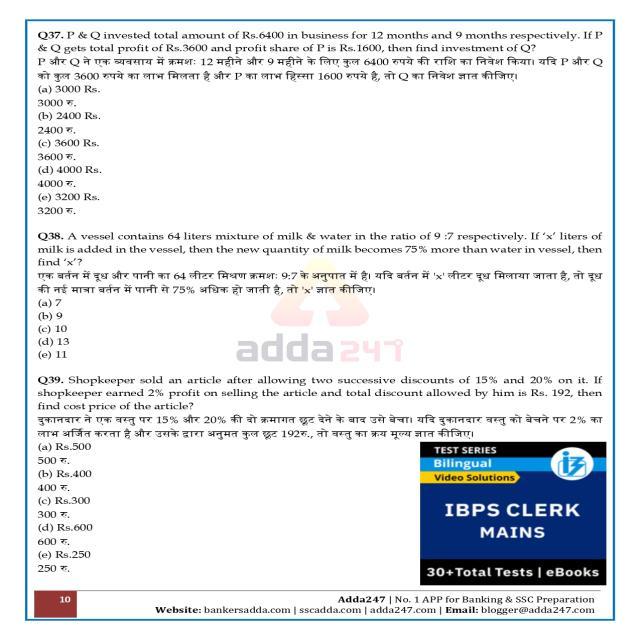 Q37. P & Q invested total amount of Rs.6400 in business for 12 months and 9 months respectively. If P
& Q gets total profit of Rs.3600 and profit share of P is Rs.1600, then find investment of Q?
P और Q ने एक व्यवसाय में क्रमशः 12 महीने और 9 महीने के लिए कुल 6400 रुपये की राशि का निवेश किया। यदि P और Q
को कुल 3600 रुपये का लाभ मिलता है और P का लाभ हिस्सा 1600 रुपये है, तो Q का निवेश ज्ञात कीजिए।
(a) 3000 Rs.
3000 रु.
(b) 2400 Rs.
2400 रु.
(c) 3600 Rs.
3600 रु.
(d) 4000 Rs.
4000 रु.
(e) 3200 Rs.
3200 रु.
Q38. A vessel contains 64 liters mixture of milk & water in the ratio of 9 :7 respectively. If ‘x’ liters of
milk is added in the vessel, then the new quantity of milk becomes 75% more than water in vessel, then
find ‘x’?
एक बर्तन में दूध और पानी का 64 लीटर मिश्रण क्रमशः 9:7 के अनुपात में है। यदि बर्तन में 'x' लीटर दूध मिलाया जाता है, तो दूध
की नई मात्रा बर्तन में पानी से 75% अधिक हो जाती है, तो 'x' ज्ञात कीजिए।
(a) 7
(b) 9
(c) 10
(d) 13
(e) 11
adda247
Q39. Shopkeeper sold an article after allowing two successive discounts of 15% and 20% on it. If
shopkeeper earned 2% profit on selling the article and total discount allowed by him is Rs. 192, then
find cost price of the article?
दुकानदार ने एक वस्तु पर 15% और 20% की दो क्रमागत छूट देने के बाद उसे बेचा। यदि दुकानदार वस्तु को बेचने पर 2% का
लाभ अर्जित करता है और उसके द्वारा अनुमत कुल छूट 192रु., तो वस्तु का क्रय मूल्य ज्ञात कीजिए।
(a) Rs.500
500 रु.
(b) Rs.400
400 रु.
(c) Rs.300
300 रु.
(d) Rs.600
600 रु.
(e) Rs.250
250 रु.
TEST SERIES
Bilingual
Video Solutions
IBPS CLERK
MAINS
30+Total Tests | eBooks
10
Adda247 | No. 1 APP for Banking & SSC Preparation
Website: bankersadda.com | sscadda.com | adda247.com | Email: blogger@adda247.com